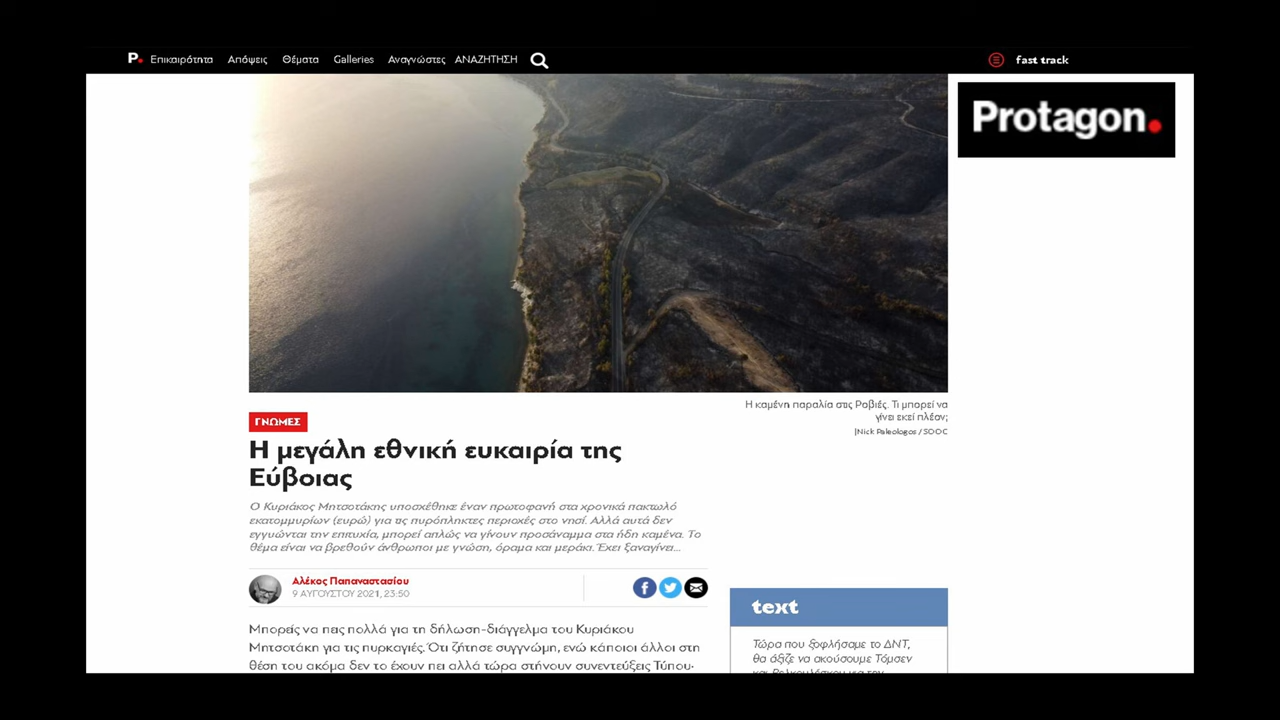 P. Επικαιρότητα Απόψεις Θέματα Galleries Αναγνώστες ΑΝΑΖΗΤΗΣΗ fast track
Protagon.
Η καμένη παραλία στις Ροβιές. Τι μπορεί να
γίνει εκεί πλέον;
|Nick Paleologos / SOOC
ΓΝΩΜΕΣ
Η μεγάλη εθνική ευκαιρία της
Εύβοιας
Ο Κυριάκος Μητσοτάκης υποσχέθηκε έναν πρωτοφανή στα χρονικά πακτωλό
εκατομμυρίων (ευρώ) για τις πυρόπληκτες περιοχές στο νησί. Αλλά αυτά δεν
εγγυώνται την επιτυχία, μπορεί απλώς να γίνουν προσάναμμα στα ήδη καμένα. Το
θέμα είναι να βρεθούν άνθρωποι με γνώση, όραμα και μεράκι. Έχει ξαναγίνει...
Αλέκος Παπαναστασίου
9 ΑΥΓΟΥΣΤΟΥ 2021, 23:50
Μπορείς να πεις πολλά για τη δήλωση-διάγγελμα του Κυριάκου
Μητσοτάκη για τις πυρκαγιές. Ότι ζήτησε συγνώμη, ενώ κάποιοι άλλοι στη
θέση του ακόμα δεν το έχουν πει αλλά τώρα στήνουν συνεντεύξεις Τύπου·
text
Τώρα που ξοφλήσαμε το ΔΝΤ,
θα άξιζε να ακούσουμε Τόμσεν
και για την